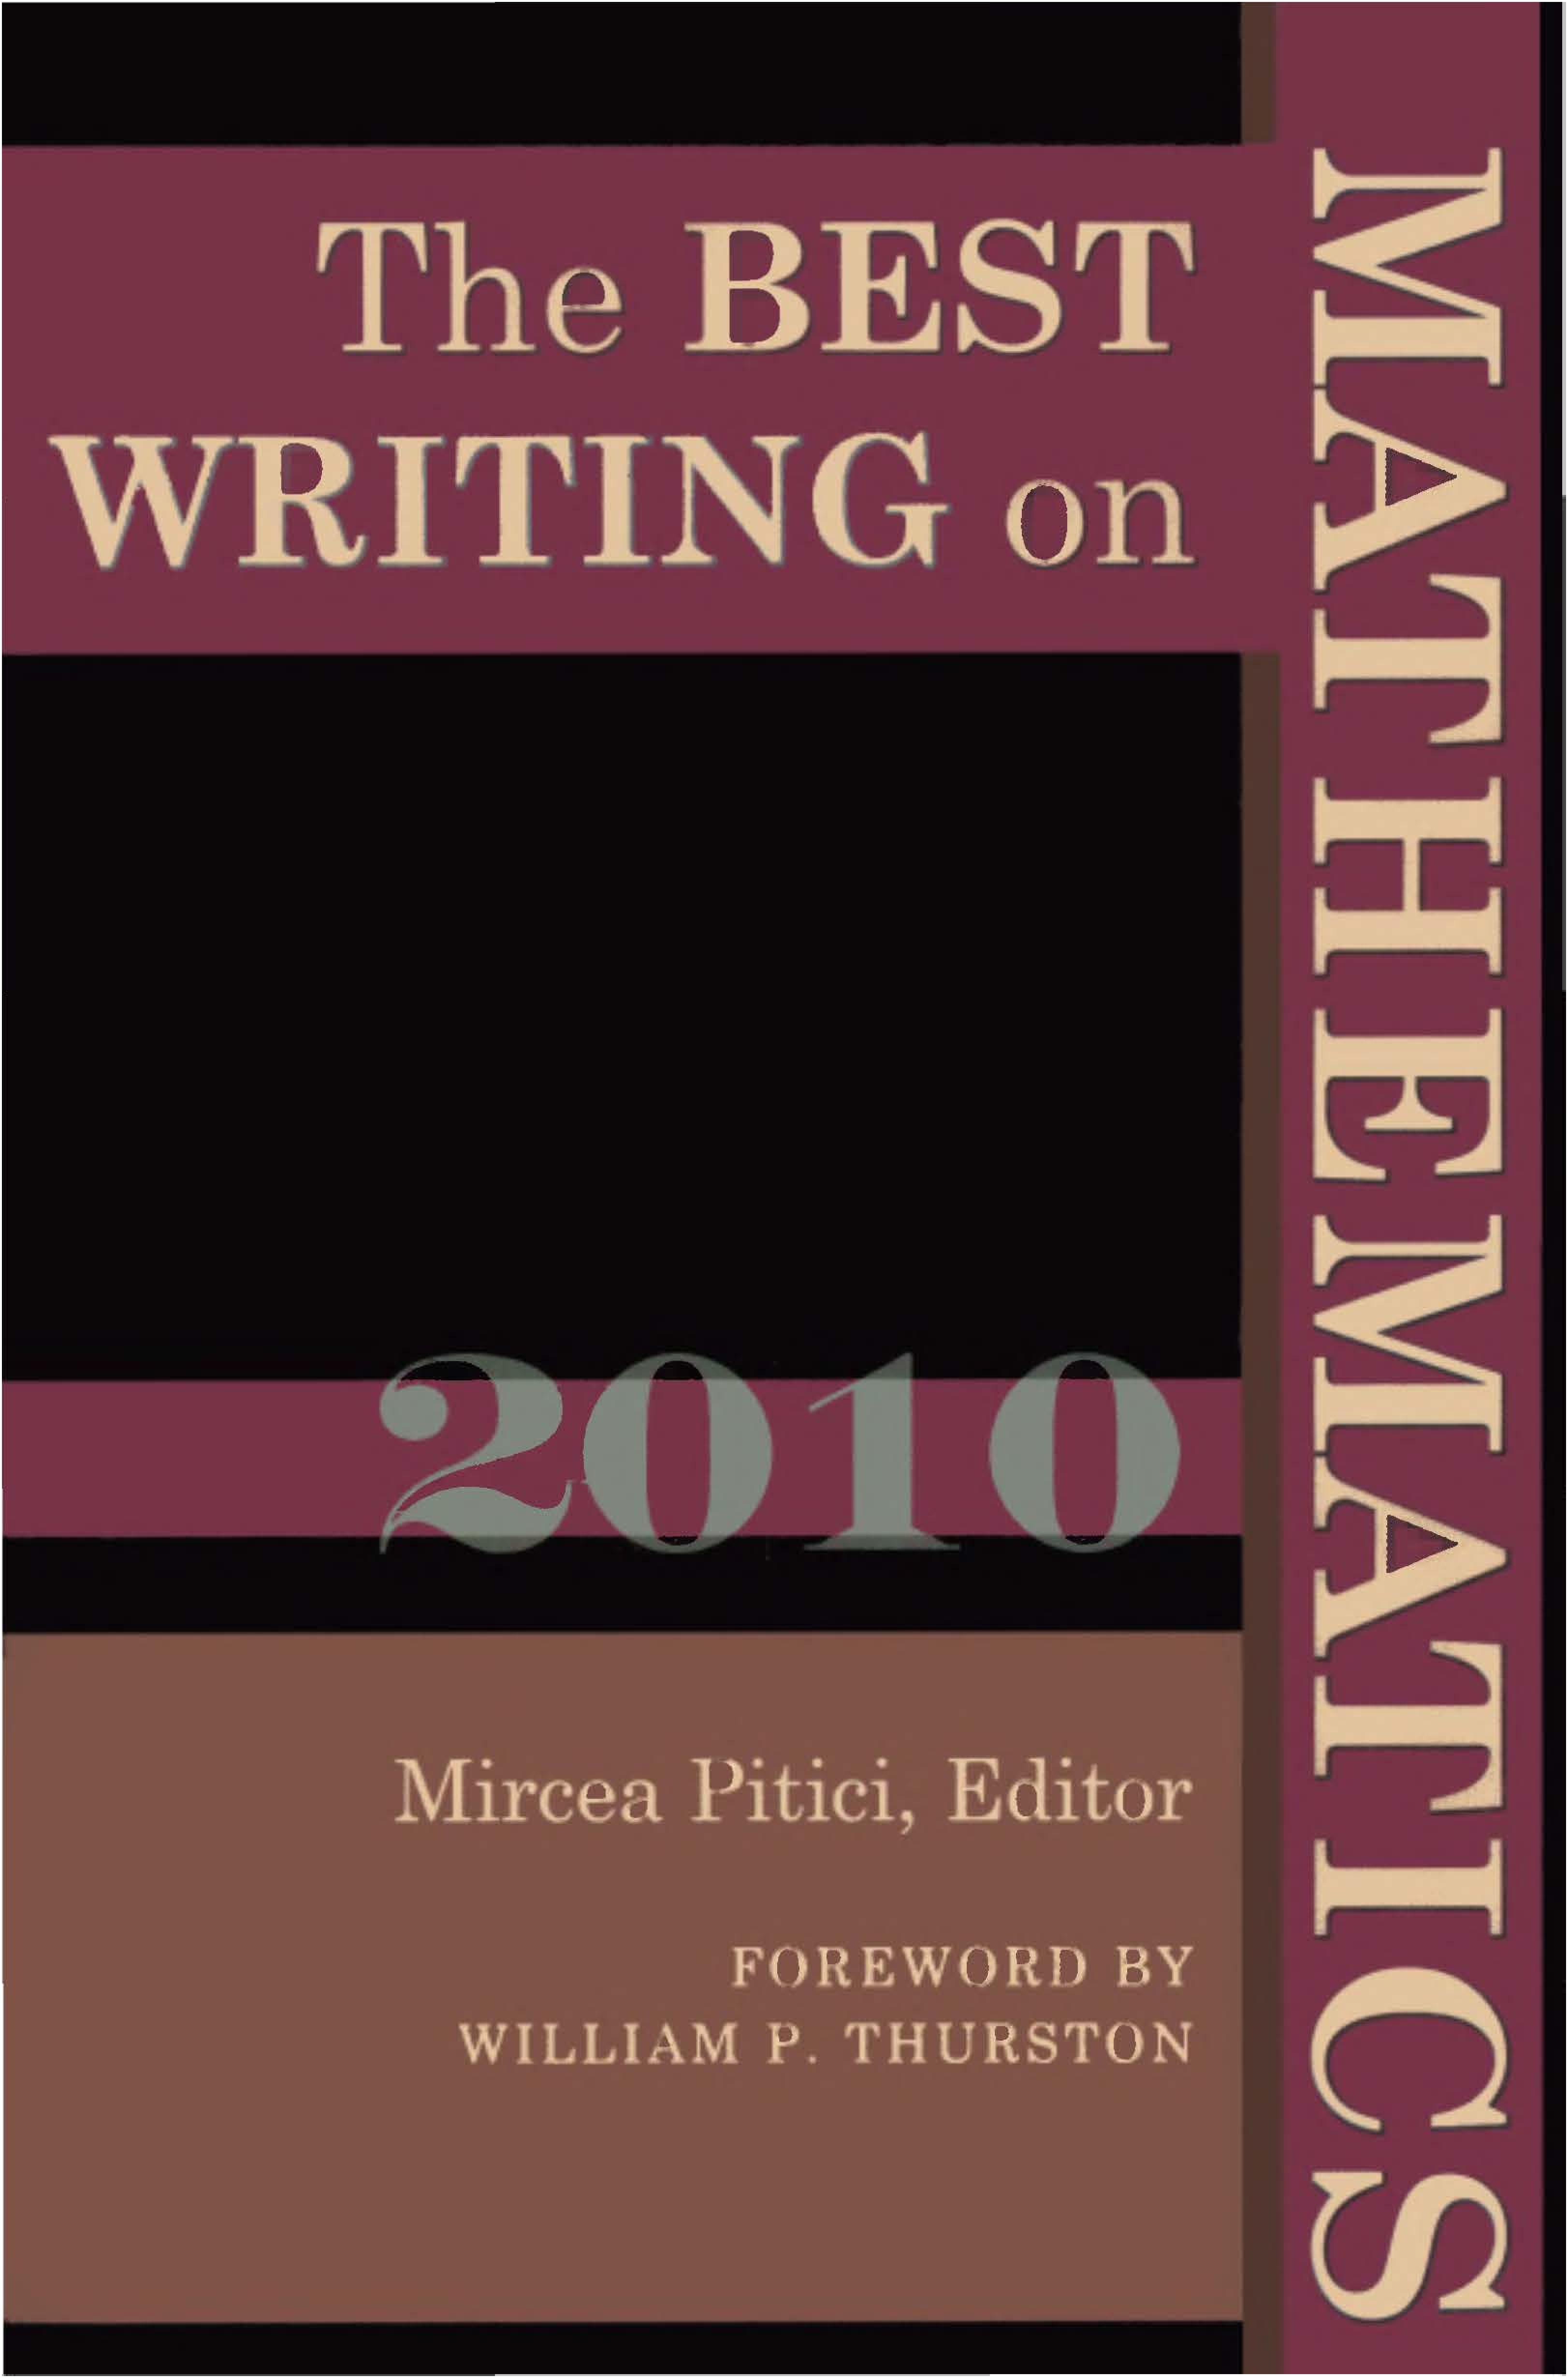 The BEST
WRITING on
MATHEMATICS
2010
Mircea Pitici, Editor
FOREWORD BY
WILLIAM P. THURSTON